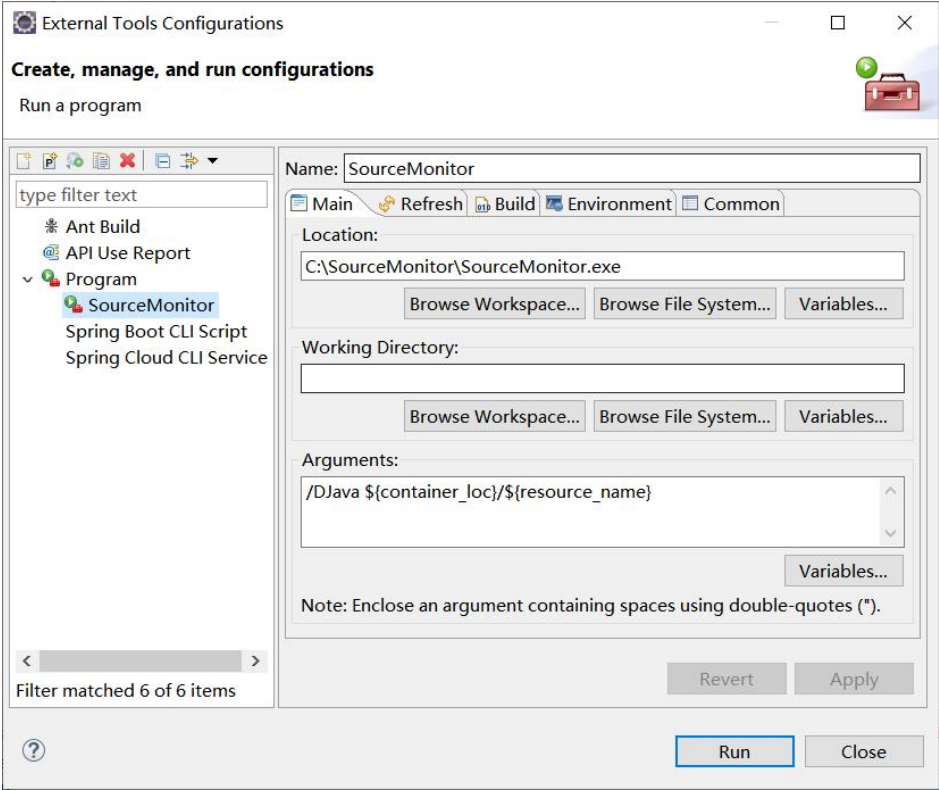 External Tools Configurations
Create, manage, and run configurations
Run a program
type filter text
Ant Build
API Use Report
Program
SourceMonitor
Spring Boot CLI Script
Spring Cloud CLI Service
Filter matched 6 of 6 items
Name: SourceMonitor
Main Refresh Build Environment Common
Location:
C:\SourceMonitor\SourceMonitor.exe
Browse Workspace... Browse File System... Variables...
Working Directory:
Browse Workspace... Browse File System... Variables...
Arguments:
/DJava ${container_loc}/${resource_name}
Variables...
Note: Enclose an argument containing spaces using double-quotes (").
Revert Apply
Run Close